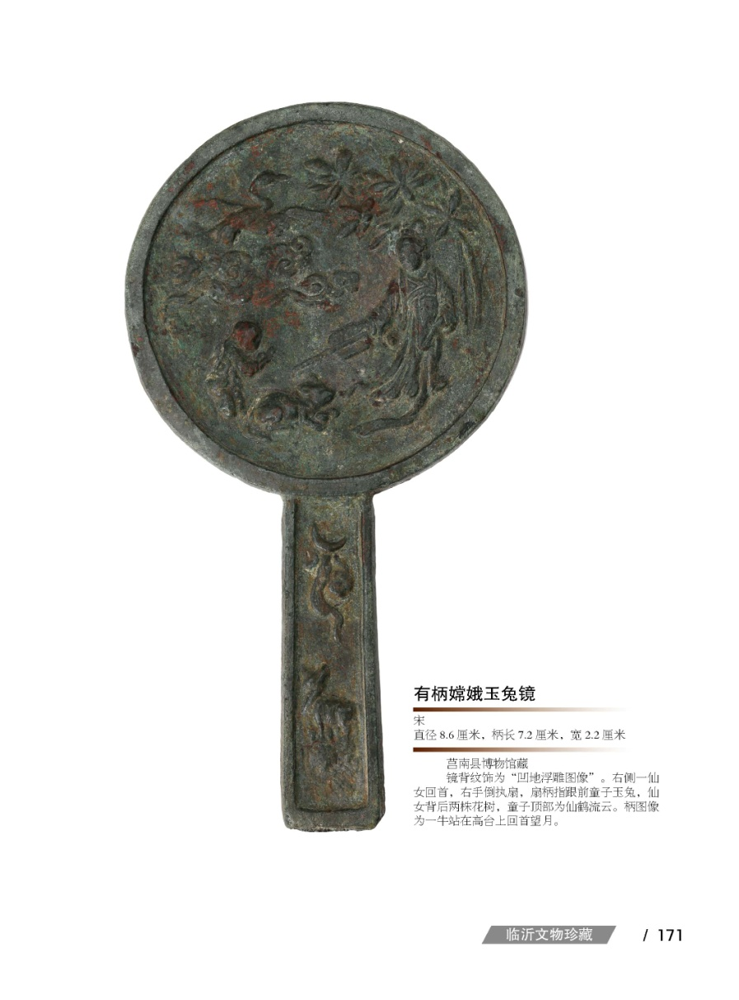 有柄嫦娥玉兔镜
宋
直径 8.6 厘米，柄长 7.2 厘米，宽 2.2 厘米
莒南县博物馆藏
镜背纹饰为“凹地浮雕图像”。右侧一仙
女回首，右手倒执扇，扇柄指跟前童子玉兔，仙
女背后两株花树，童子顶部为仙鹤流云。柄图像
为一牛站在高台上回首望月。
临沂文物珍藏 / 171